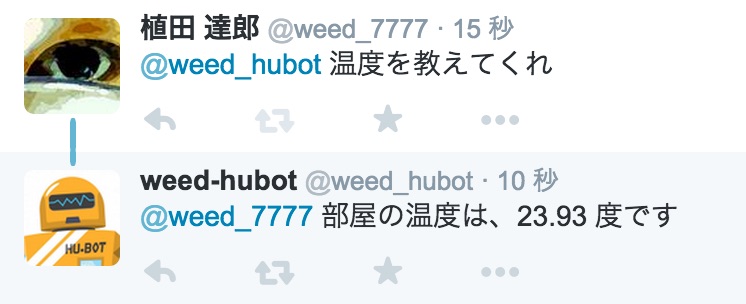 植田 達郎 @weed_7777 · 15 秒
@weed_hubot 温度を教えてくれ
weed-hubot @weed_hubot · 10 秒
@weed_7777 部屋の温度は、23.93 度です
HU•BOT